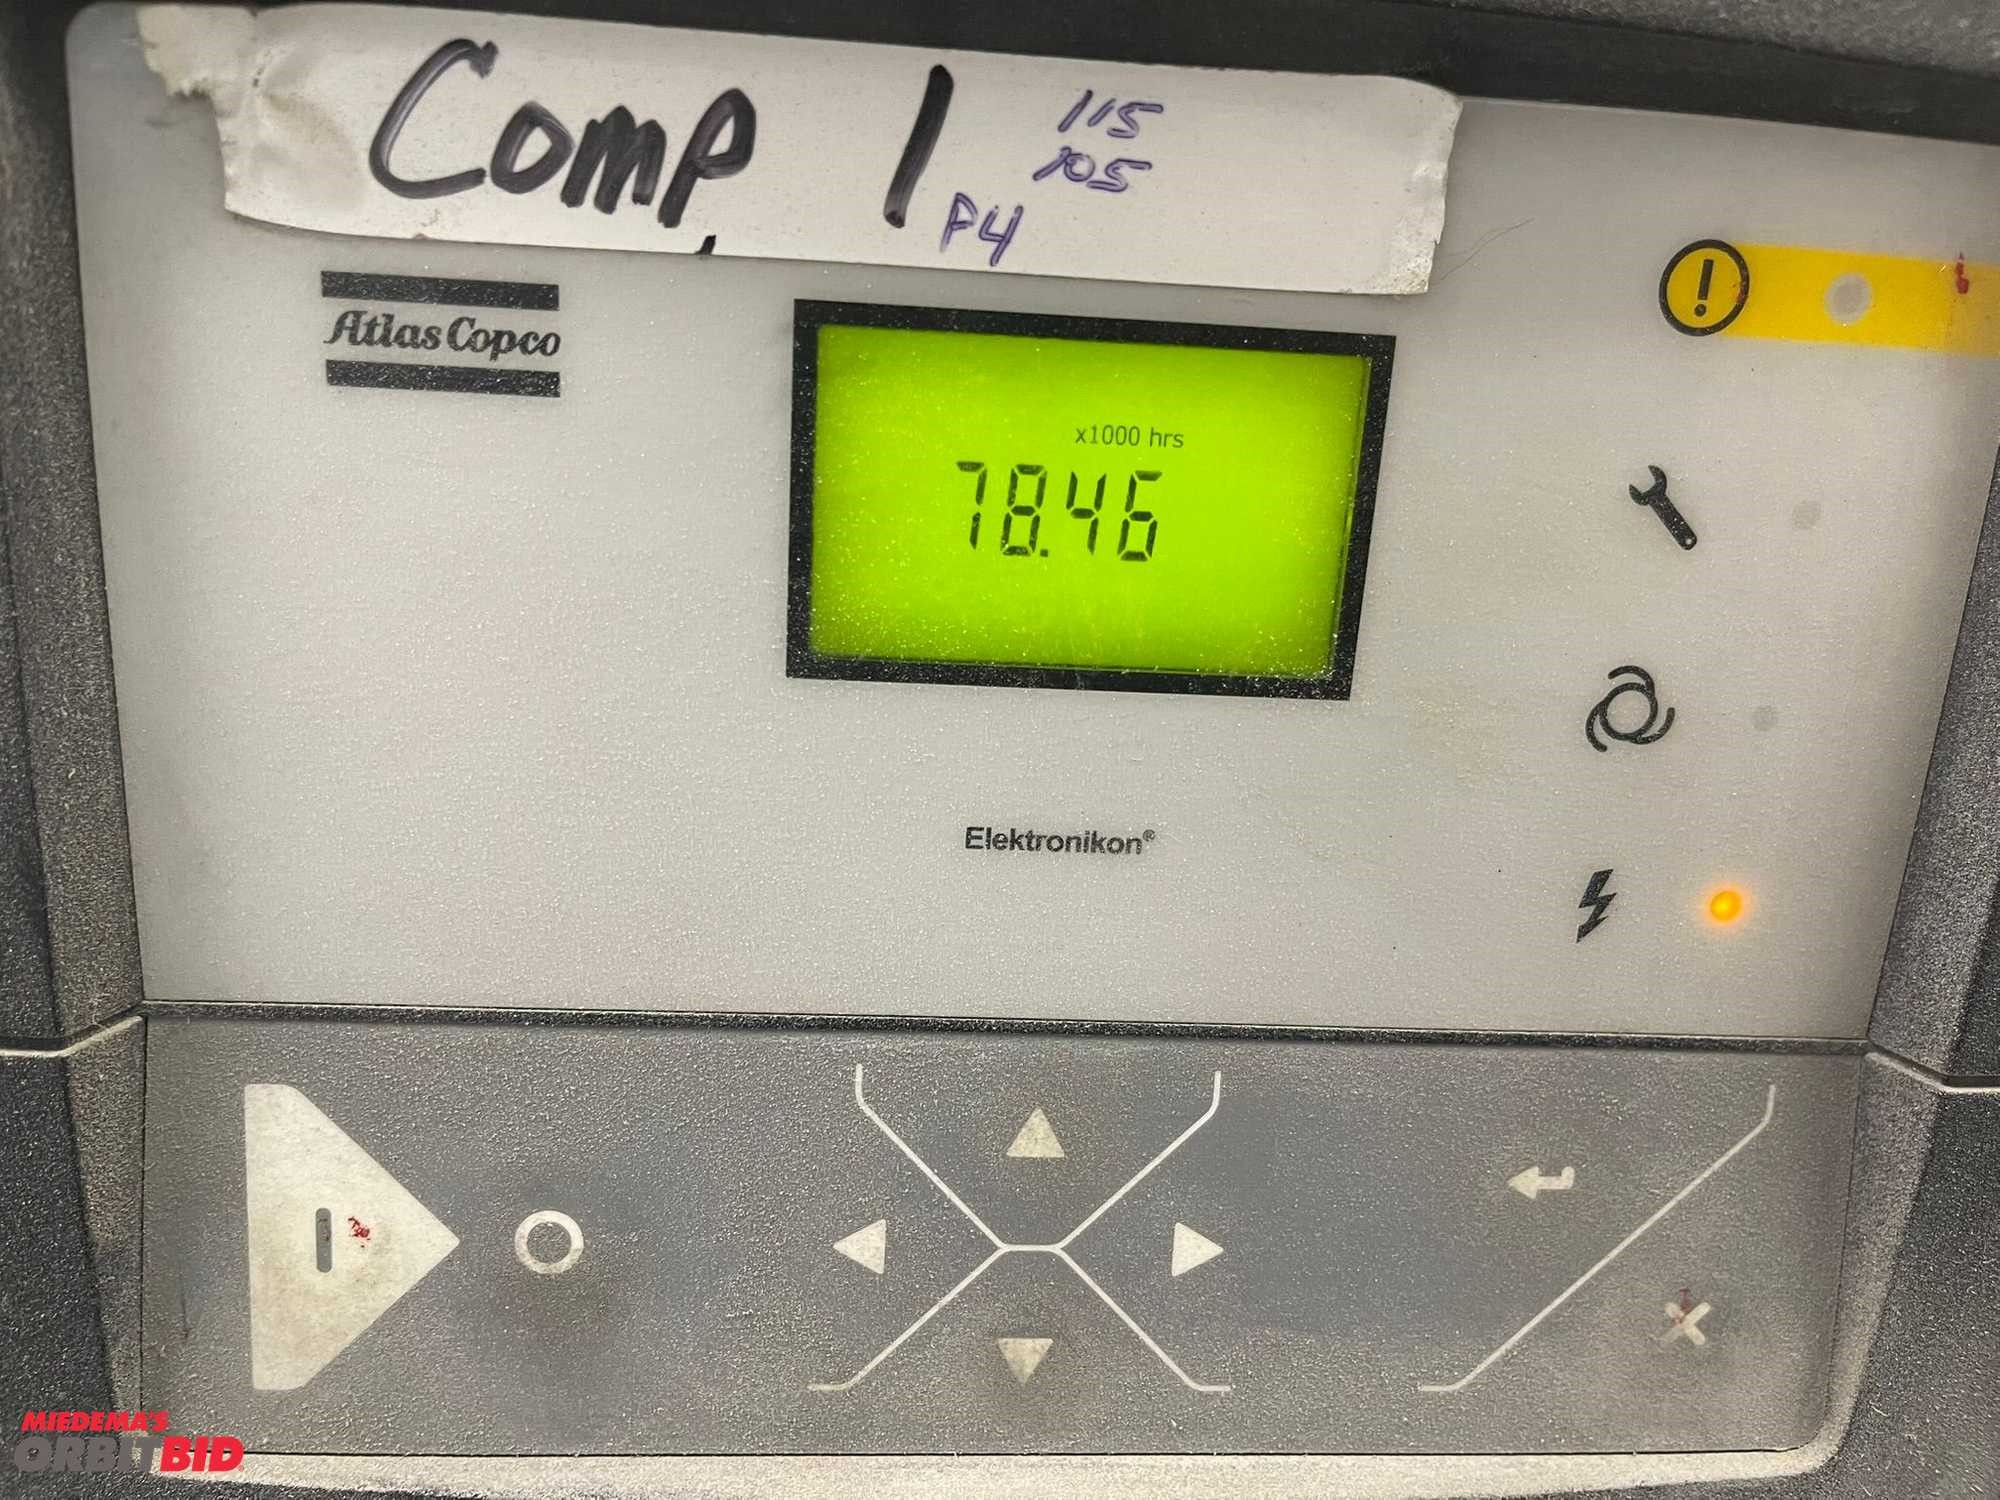 Comp. 1
115
105
P4
Atlas Copco
x1000 hrs
78.46
Elektronikon®
MIEDEMA'S
ORBITBID